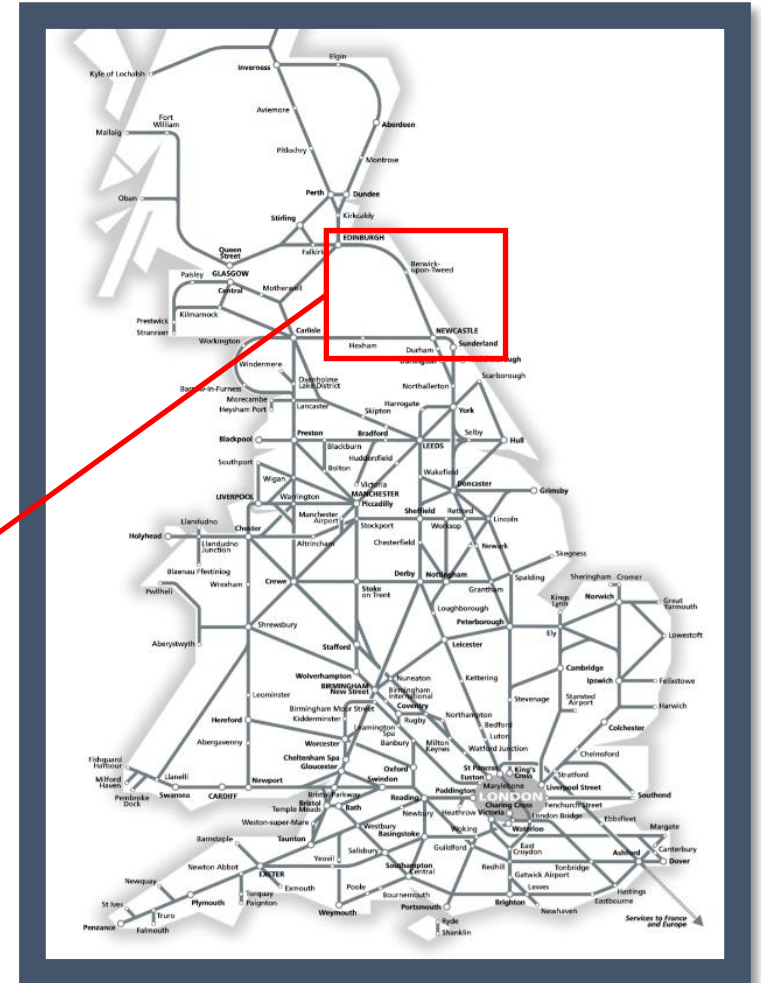 Elgin
Inverness
Kyle of Lochalsh
Aviemore
Fort
William
Mallaig
Aberdeen
Pitlochry
Montrose
Perth
Dundee
Oban
Kirkcaldy
Stirling
EDINBURGH
Falkirk
Queen
Street
Berwick-
upon-Tweed
Paisley
GLASGOW
Central
Motherwell
Kilmarnock
Prestwick
Stranraer
Carlisle
NEWCASTLE
Workington
Hexham
Sunderland
Durham
Windermere
Scarborough
Oxenholme
Lake District
Northallerton
Morecambe
Heysham Port
Lancaster
Harrogate
York
Skipton
Preston
Bradford
Selby
Blackpool
Blackburn
LEEDS
Hull
Huddersfield
Southport
Bolton
Wakefield
Wigan
Victoria
Doncaster
MANCHESTER
Grimsby
LIVERPOOL
Warrington
Piccadilly
Sheffield
Retford
Manchester
Airport
Lincoln
Llandudno
Stockport
Worksop
Holyhead
Chester
Llandudno
Junction
Altrincham
Chesterfield
Newark
Skegness
Blaenau Ffestiniog
Derby
Nottingham
Sheringham
Cromer
Pwllheli
Wrexham
Crewe
Stoke
on Trent
Grantham
Spalding
Kings
Lynn
Norwich
Great
Yarmouth
Loughborough
Shrewsbury
Peterborough
Ely
Lowestoft
Aberystwyth
Stafford
Leicester
Wolverhampton
Cambridge
BIRMINGHAM
New Street
Nuneaton
Kettering
Ipswich
Felixstowe
Leominster
Birmingham
International
Stansted
Airport
Stevenage
Birmingham Moor Street
Coventry
Harwich
Kidderminster
Northampton
Hereford
Rugby
Leamington
Spa
Bedford
Colchester
Worcester
Banbury
Milton
Keynes
Luton
Abergavenny
Watford Junction
Chelmsford
Cheltenham Spa
Gloucester
Oxford
St Pancras
King's
Cross
Fishguard
Harbour
Euston
Stratford
Llanelli
Newport
Swindon
Marylebone
Liverpool Street
Milford
Haven
Paddington
LONDON
Southend
Pembroke
Dock
Swansea
CARDIFF
Bristol Parkway
Reading
Charing Cross
Fenchurch Street
Bristol
Temple Meads
Bath
Newbury
Heathrow
Victoria
London Bridge
Ebbsfleet
Weston-super-Mare
Westbury
Waterloo
Margate
Barnstaple
Taunton
Basingstoke
Woking
East
Croydon
Canterbury
Salisbury
Guildford
Ashford
Dover
Newton Abbot
Yeovil
Southampton
Central
Redhill
Tonbridge
EXETER
Gatwick Airport
Newquay
Exmouth
Poole
Lewes
Hastings
Torquay
Paignton
Bournemouth
Eastbourne
St Ives
Plymouth
Portsmouth
Brighton
Newhaven
Truro
Weymouth
Penzance
Falmouth
Ryde
Shanklin
Services to France
and Europe